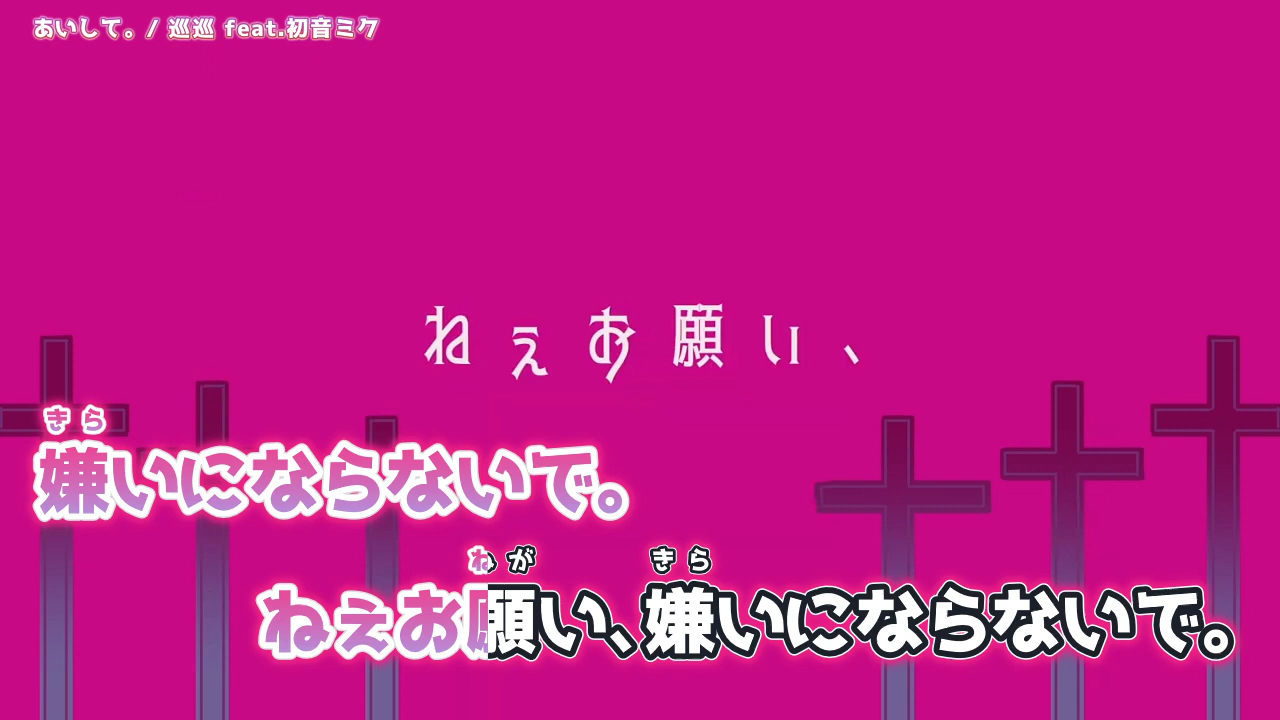 あいして。 / 巡巡 feat.初音ミク
ねぇお願い、
きら
嫌いにならないで。
ねが きら
ねぇお願い、嫌いにならないで。